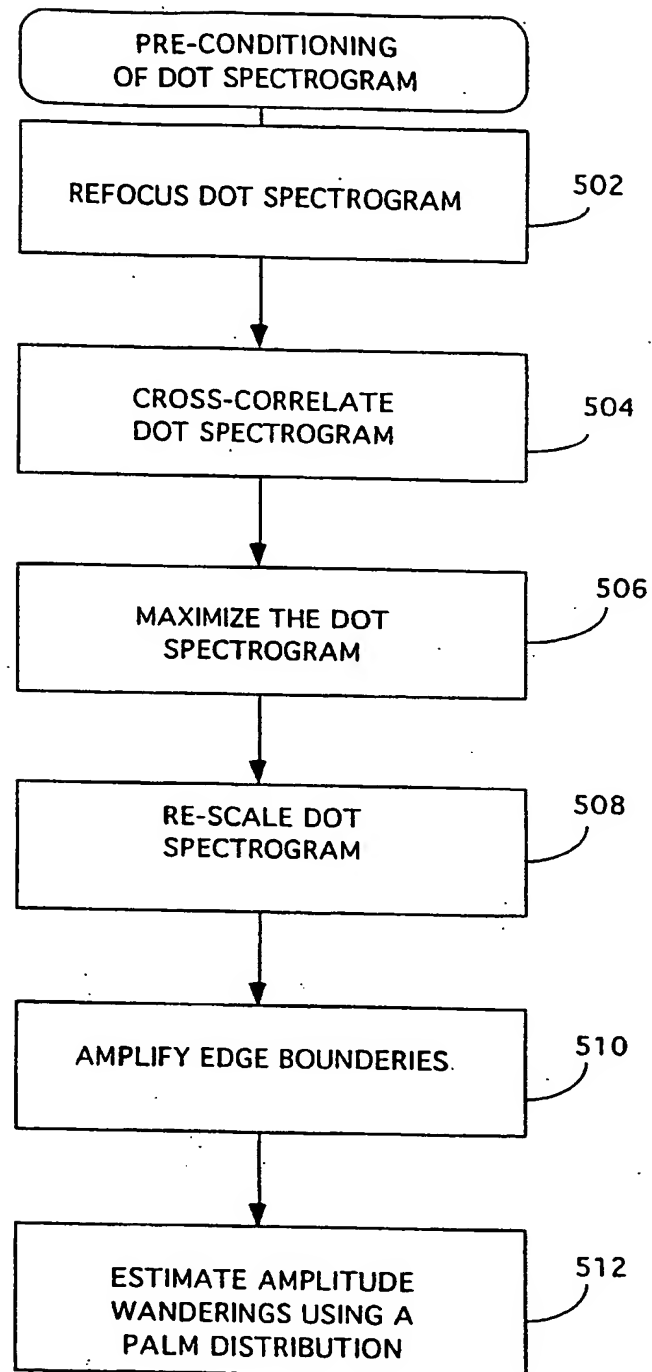 PRE-CONDITIONING
OF DOT SPECTROGRAM
REFOCUS DOT SPECTROGRAM
502
CROSS-CORRELATE
DOT SPECTROGRAM
504
MAXIMIZE THE DOT
SPECTROGRAM
506
RE-SCALE DOT
SPECTROGRAM
508
AMPLIFY EDGE BOUNDERIES.
510
ESTIMATE AMPLITUDE
WANDERINGS USING A
PALM DISTRIBUTION
512